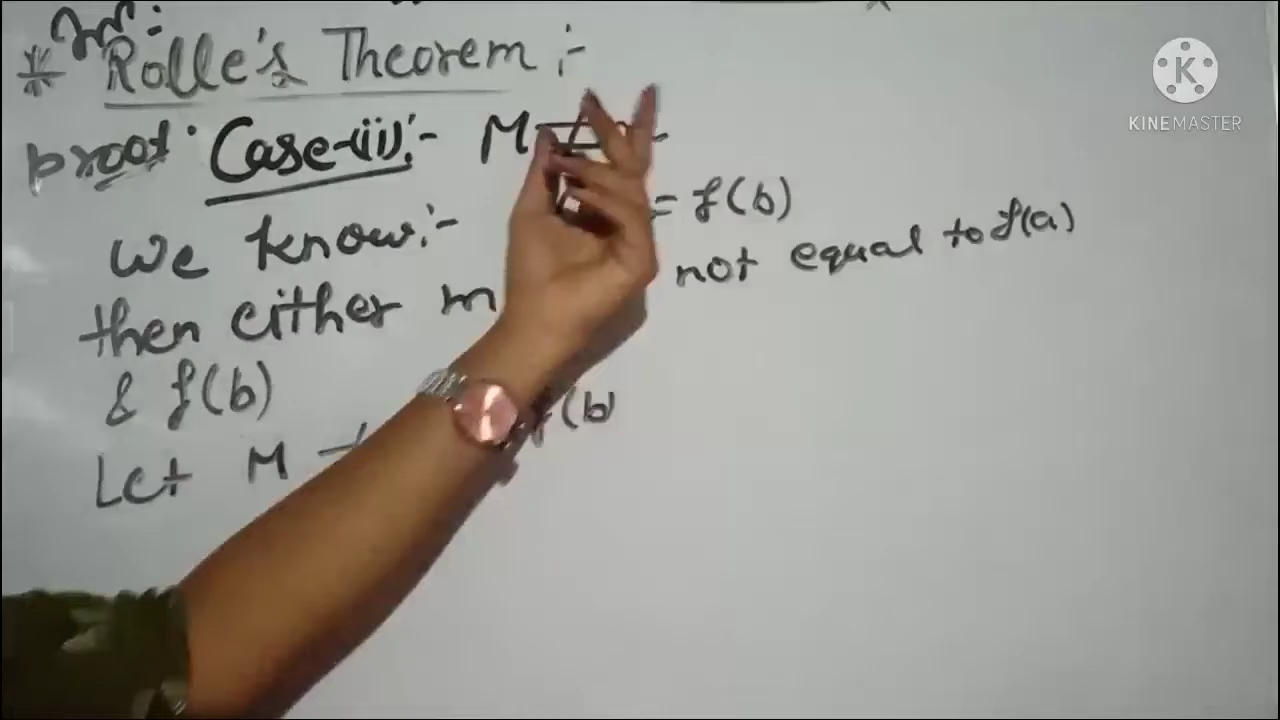 * Rolle's Theorem :-
proof. Case-(ii):- M ≠
We know:- = f(b)
then either m not equal to f(a)
& f(b)
Let M f(b)
K
KINEMASTER